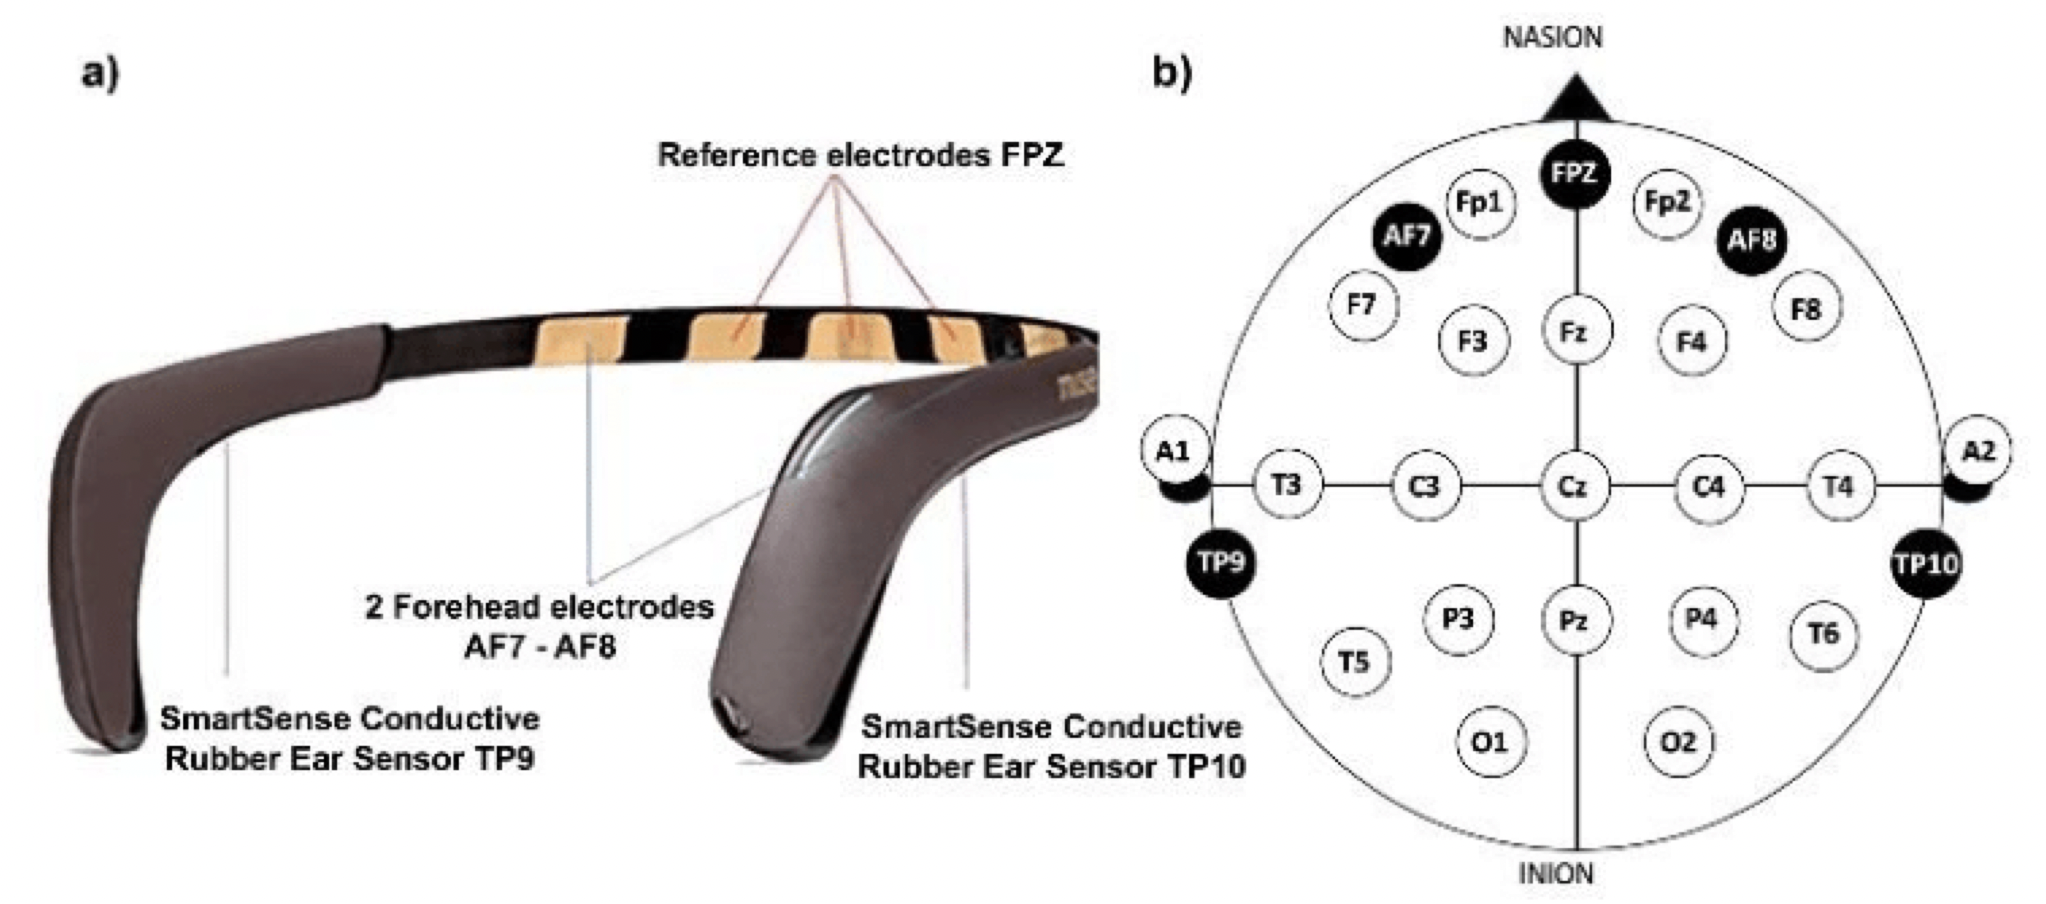 a)
Reference electrodes FPZ
2 Forehead electrodes
AF7 - AF8
SmartSense Conductive
Rubber Ear Sensor TP9
SmartSense Conductive
Rubber Ear Sensor TP10
b)
NASION
FPZ
Fp1
Fp2
AF7
AF8
F7
F8
F3
Fz
F4
A1
A2
T3
C3
Cz
C4
T4
TP9
TP10
P3
Pz
P4
T5
T6
O1
O2
INION